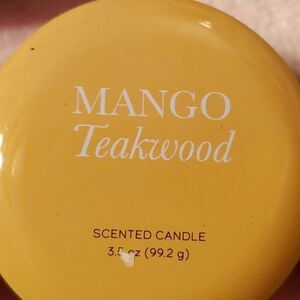 MANGO
Teakwood
SCENTED CANDLE
3.5 oz (99.2 g)